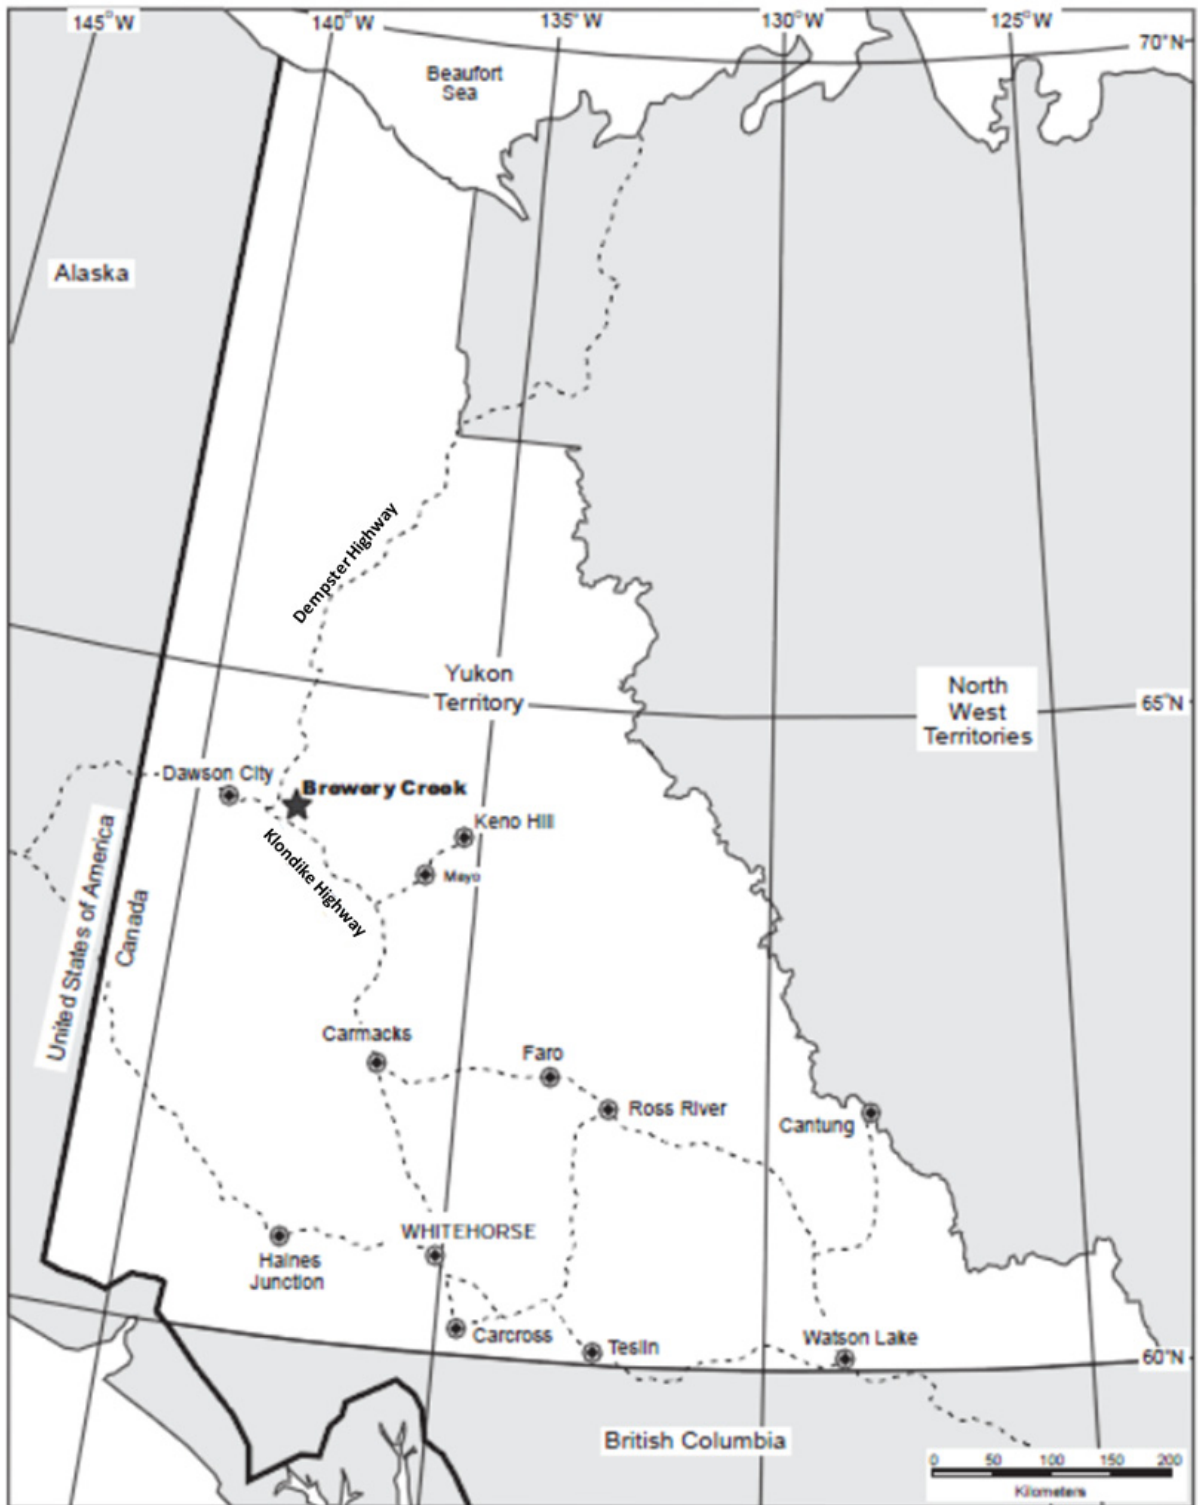 145°W
140°W
135°W
130°W
125°W
70°N
Beaufort
Sea
Alaska
Dempster Highway
Yukon
Territory
North
West
Territories
65°N
Dawson City
Brewery Creek
Keno Hill
Mayo
Klondike Highway
United States of America
Canada
Carmacks
Faro
Ross River
Cantung
WHITEHORSE
Haines
Junction
Carcross
Teslin
Watson Lake
60°N
British Columbia
0 50 100 150 200
Kilometers